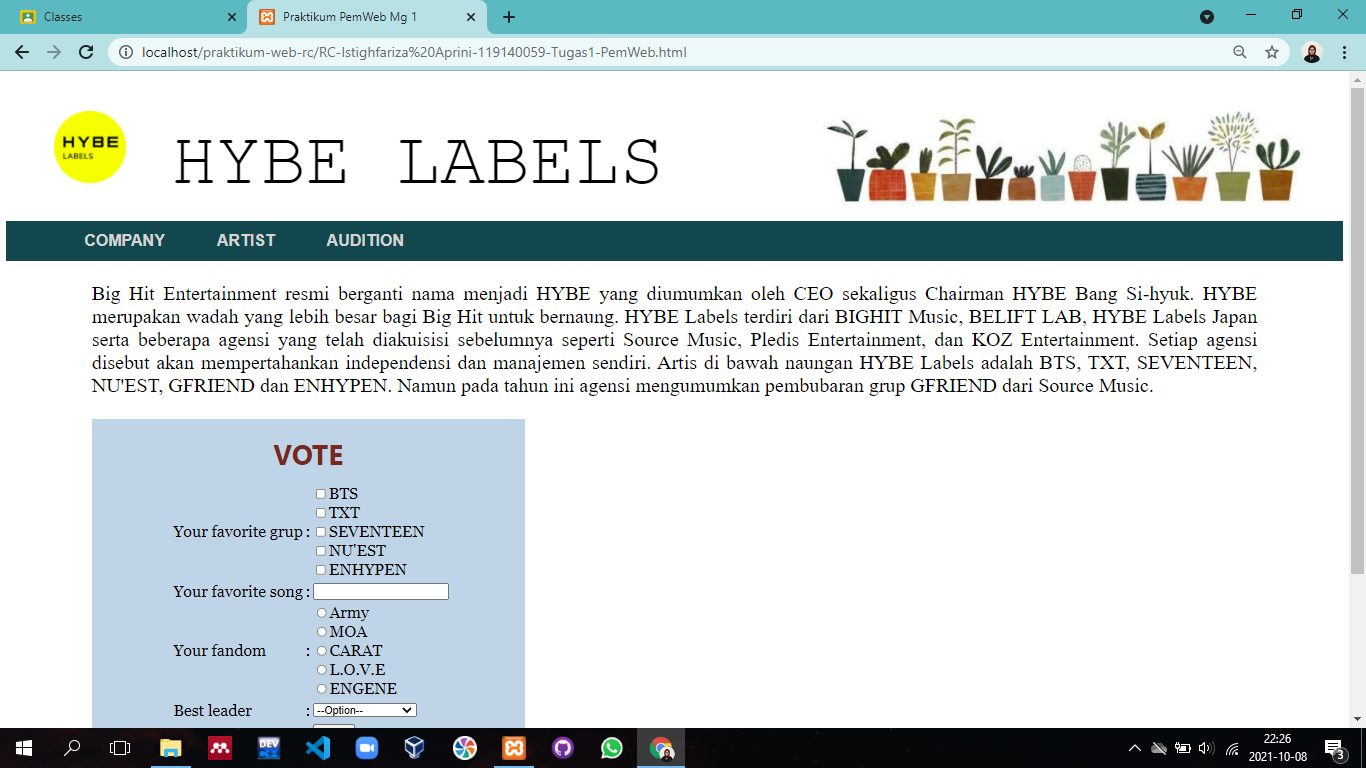 Classes
Praktikum PemWeb Mg 1
localhost/praktikum-web-rc/RC-Istighfariza%20Aprini-119140059-Tugas1-PemWeb.html
HYBE
LABELS
HYBE LABELS
COMPANY ARTIST AUDITION
Big Hit Entertainment resmi berganti nama menjadi HYBE yang diumumkan oleh CEO sekaligus Chairman HYBE Bang Si-hyuk. HYBE
merupakan wadah yang lebih besar bagi Big Hit untuk bernaung. HYBE Labels terdiri dari BIGHIT Music, BELIFT LAB, HYBE Labels Japan
serta beberapa agensi yang telah diakuisisi sebelumnya seperti Source Music, Pledis Entertainment, dan KOZ Entertainment. Setiap agensi
disebut akan mempertahankan independensi dan manajemen sendiri. Artis di bawah naungan HYBE Labels adalah BTS, TXT, SEVENTEEN,
NU'EST, GFRIEND dan ENHYPEN. Namun pada tahun ini agensi mengumumkan pembubaran grup GFRIEND dari Source Music.
VOTE
BTS
TXT
Your favorite grup : SEVENTEEN
NU'EST
ENHYPEN
Your favorite song :
Army
MOA
Your fandom : CARAT
L.O.V.E
ENGENE
Best leader : --Option--
DEV
22:26
2021-10-08
3